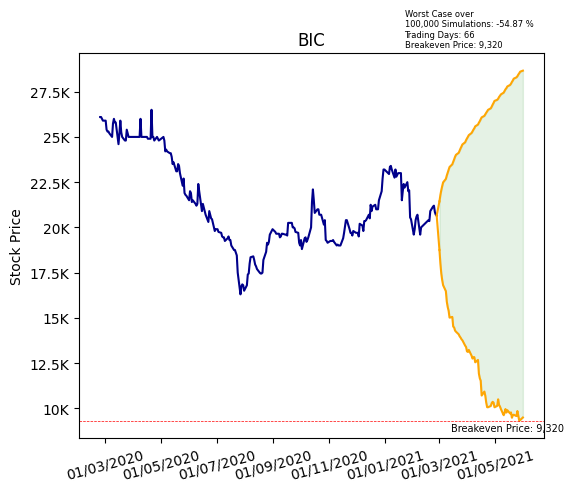 Worst Case over
100,000 Simulations: -54.87 %
Trading Days: 66
Breakeven Price: 9,320
BIC
Stock Price
27.5K
25K
22.5K
20K
17.5K
15K
12.5K
10K
Breakeven Price: 9,320
01/03/2020
01/05/2020
01/07/2020
01/09/2020
01/11/2020
01/01/2021
01/03/2021
01/05/2021